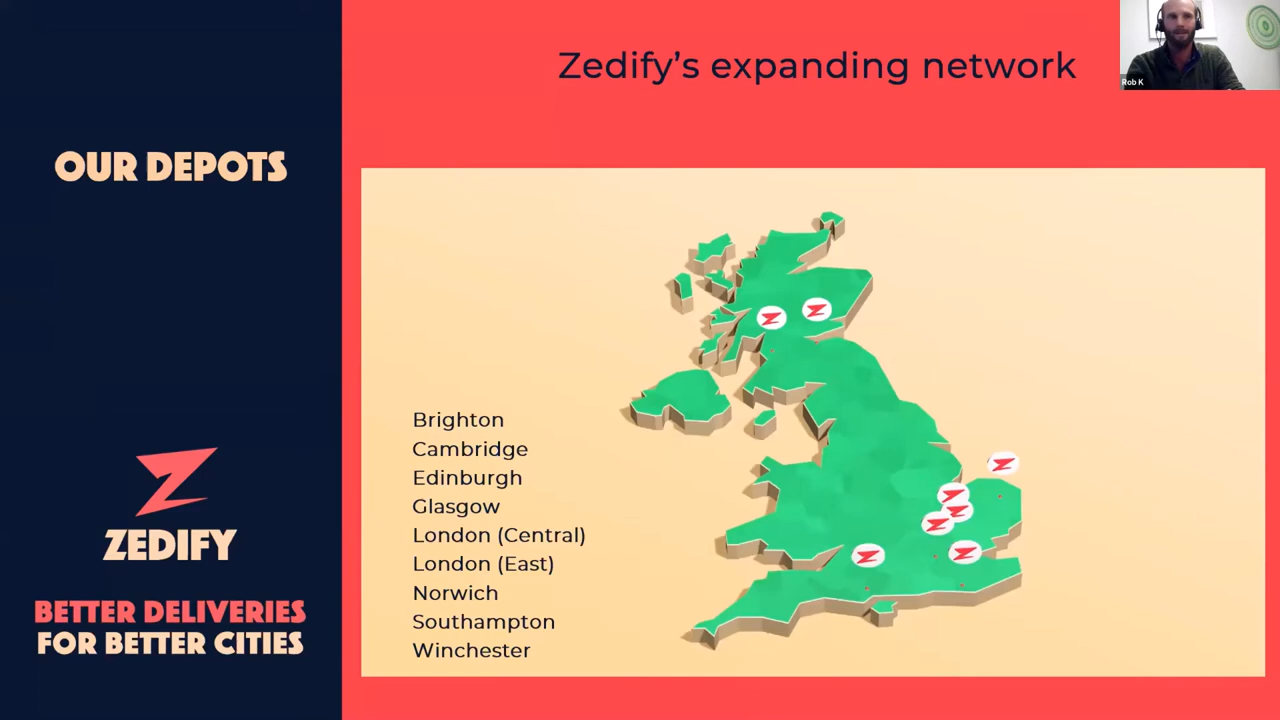 Zedify's expanding network
Rob K
OUR DEPOTS
Brighton
Cambridge
Edinburgh
Glasgow
London (Central)
London (East)
Norwich
Southampton
Winchester
ZEDIFY
BETTER DELIVERIES
FOR BETTER CITIES